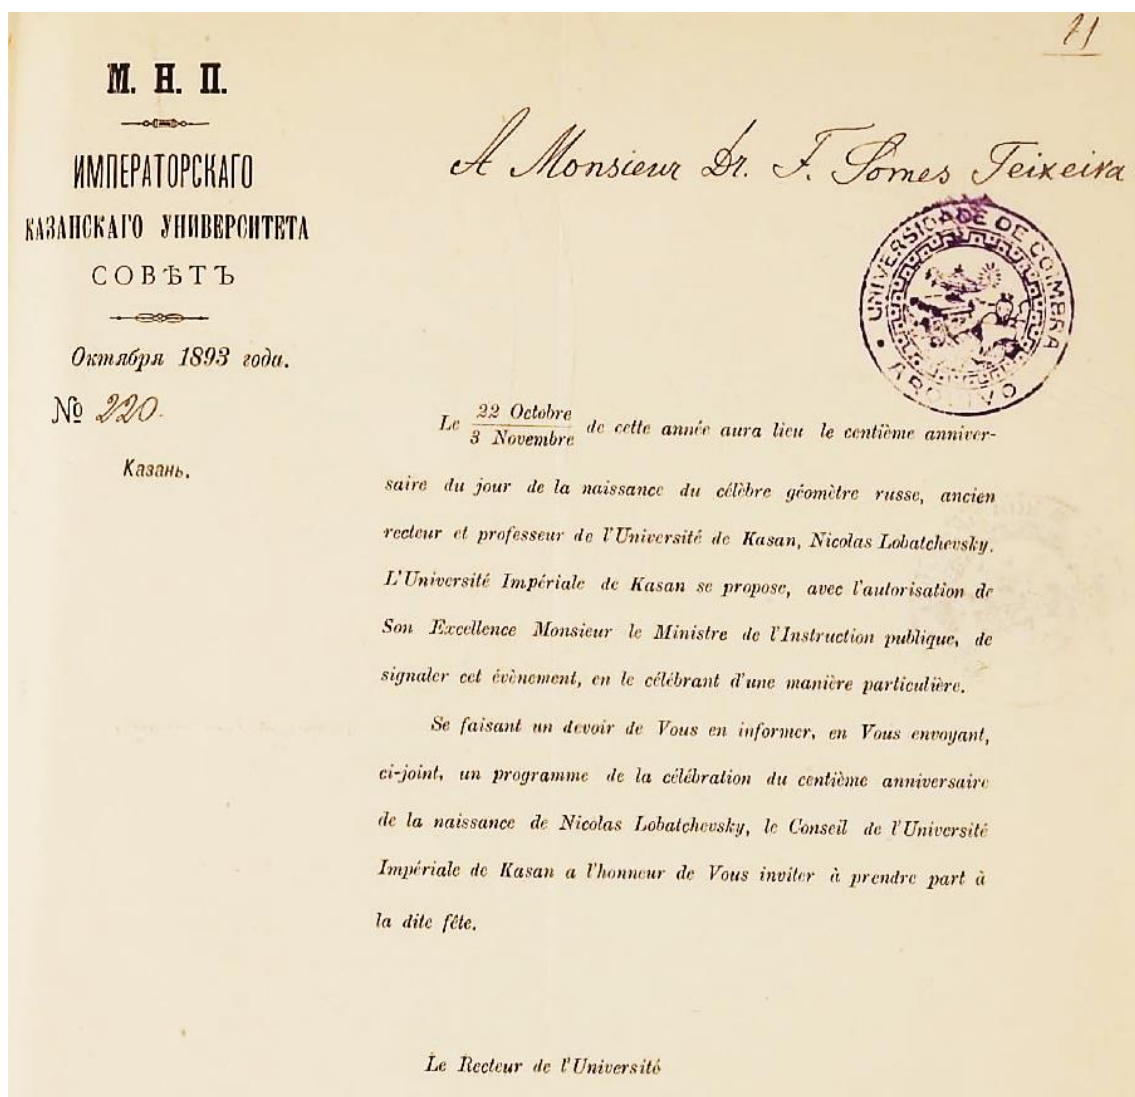 71
М. Н. П.
ИМПЕРАТОРСКАГО
КАЗАНСКАГО УНИВЕРСИТЕТА
СОВѢТЪ
Октября 1893 года.
№ 220.
Казань.
A Monsieur Dr. F. Gomes Teixeira
UNIVERSIDADE DE COIMBRA
ARQUIVO
Le 22 Octobre / 3 Novembre de cette année aura lieu le centième anniver-
saire du jour de la naissance du célèbre géomètre russe, ancien
recteur et professeur de l'Université de Kasan, Nicolas Lobatchevsky.
L'Université Impériale de Kasan se propose, avec l'autorisation de
Son Excellence Monsieur le Ministre de l'Instruction publique, de
signaler cet évènement, en le célébrant d'une manière particulière.
Se faisant un devoir de Vous en informer, en Vous envoyant,
ci-joint, un programme de la célébration du centième anniversaire
de la naissance de Nicolas Lobatchevsky, le Conseil de l'Université
Impériale de Kasan a l'honneur de Vous inviter à prendre part à
la dite fête.
Le Recteur de l'Université